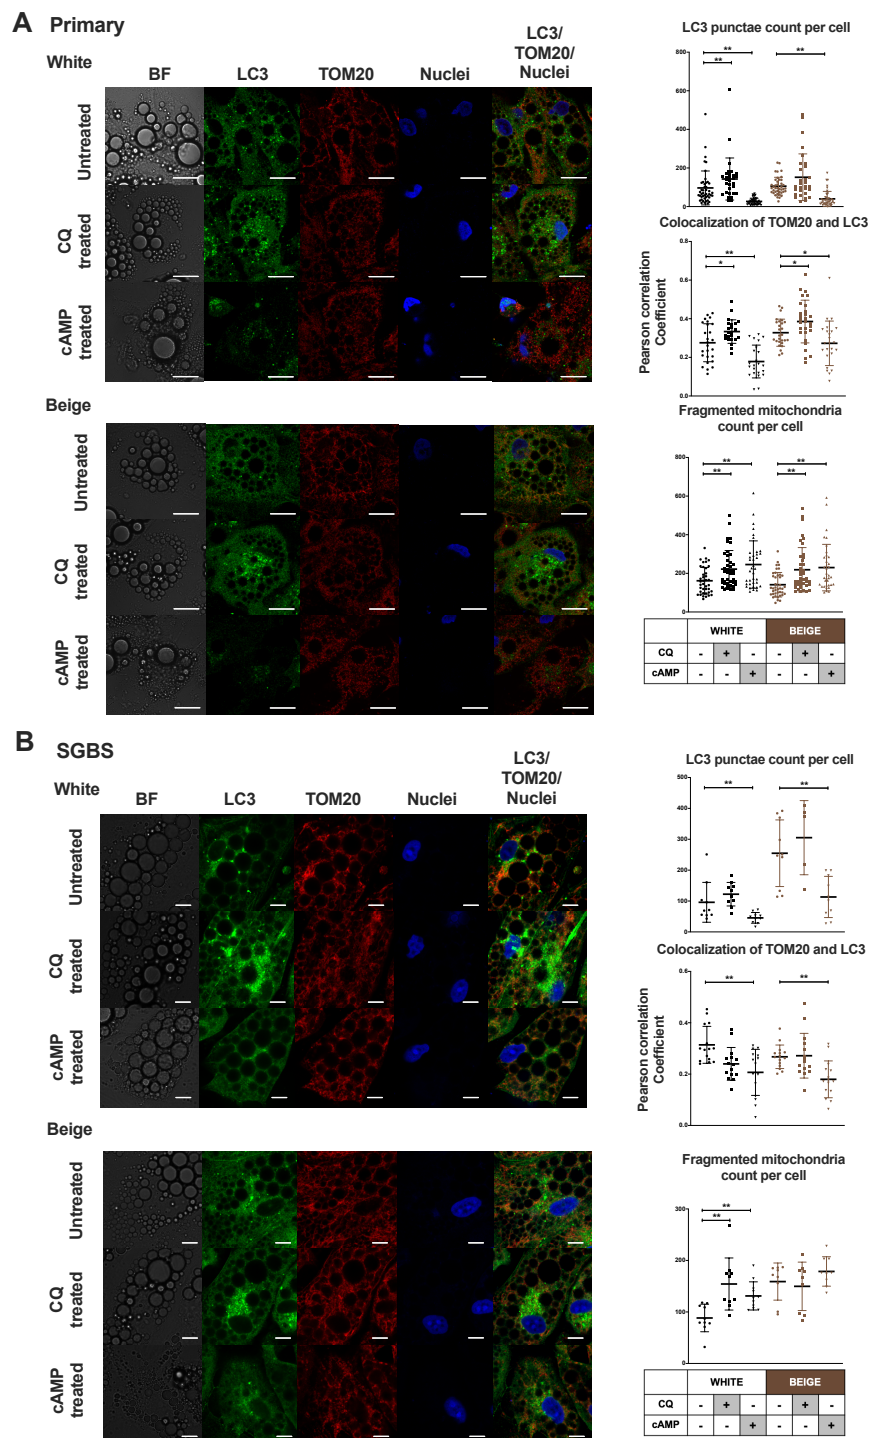 A Primary
White
BF LC3 TOM20 Nuclei LC3/
TOM20/
Nuclei
Untreated
CQ
treated
cAMP
treated
Beige
Untreated
CQ
treated
cAMP
treated
LC3 punctae count per cell
800
600
400
200
0
** ** **
Colocalization of TOM20 and LC3
Pearson correlation
Coefficient
0.8
0.6
0.4
0.2
0.0
** * * *
Fragmented mitochondria
count per cell
800
600
400
200
0
** ** ** **
WHITE BEIGE
CQ - + - - + -
cAMP - - + - - +
B SGBS
White
BF LC3 TOM20 Nuclei LC3/
TOM20/
Nuclei
Untreated
CQ
treated
cAMP
treated
Beige
Untreated
CQ
treated
cAMP
treated
LC3 punctae count per cell
500
400
300
200
100
0
** **
Colocalization of TOM20 and LC3
Pearson correlation
Coefficient
0.6
0.4
0.2
0.0
** **
Fragmented mitochondria
count per cell
300
200
100
0
** **
WHITE BEIGE
CQ - + - - + -
cAMP - - + - - +